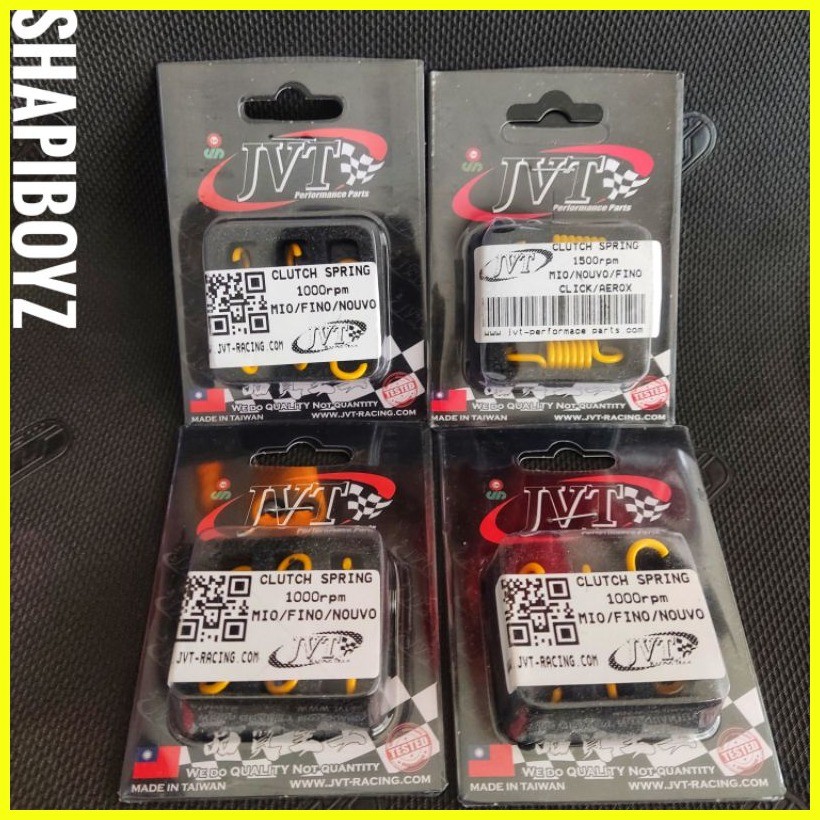 SHAPIBOYZ
JVT
Performance Parts
CLUTCH SPRING
1000rpm
MIO/FINO/NOUVO
JVT-RACING.COM
JVT
TESTED
WE DO QUALITY NOT QUANTITY
MADE IN TAIWAN
WWW.JVT-RACING.COM
JVT
Performance Parts
CLUTCH SPRING
1500rpm
JVT
MIO/NOUVO/FINO
CLICK/AEROX
www.jvt-performace parts.com
TESTED
WE DO QUALITY NOT QUANTITY
MADE IN TAIWAN
WWW.JVT-RACING.COM
JVT
Performance Parts
CLUTCH SPRING
1000rpm
MIO/FINO/NOUVO
JVT-RACING.COM
JVT
TESTED
WE DO QUALITY NOT QUANTITY
MADE IN TAIWAN
WWW.JVT-RACING.COM
JVT
Performance Parts
CLUTCH SPRING
1000rpm
MIO/FINO/NOUVO
JVT-RACING.COM
JVT
TESTED
WE DO QUALITY NOT QUANTITY
MADE IN TAIWAN
WWW.JVT-RACING.COM